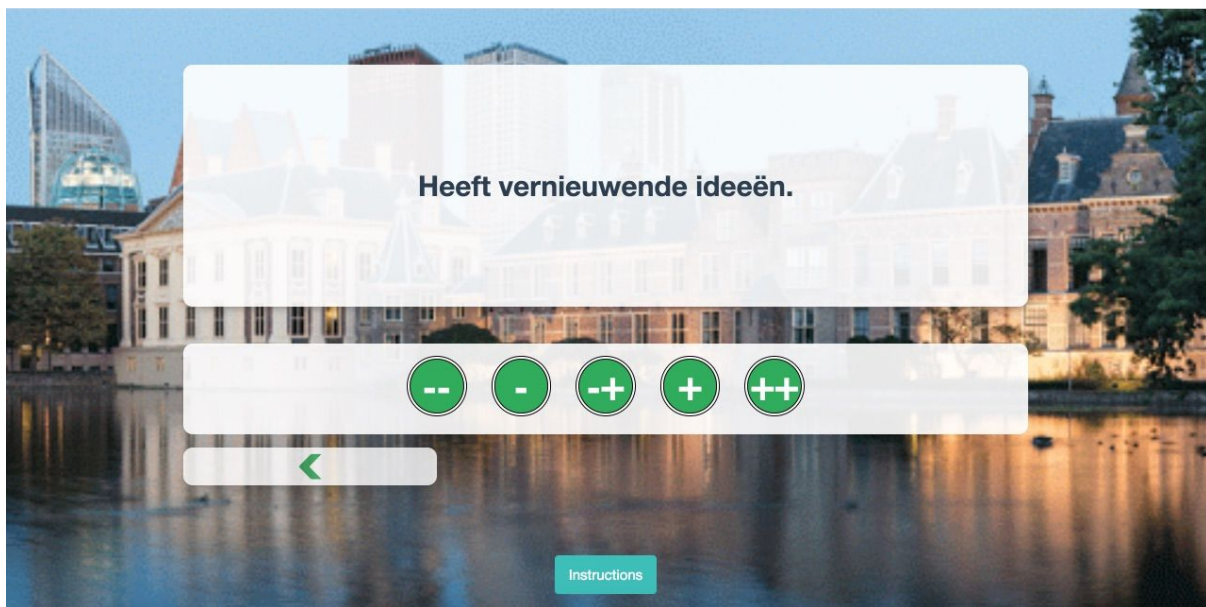 Heeft vernieuwende ideeën.
-- - -+ + ++
Instructions